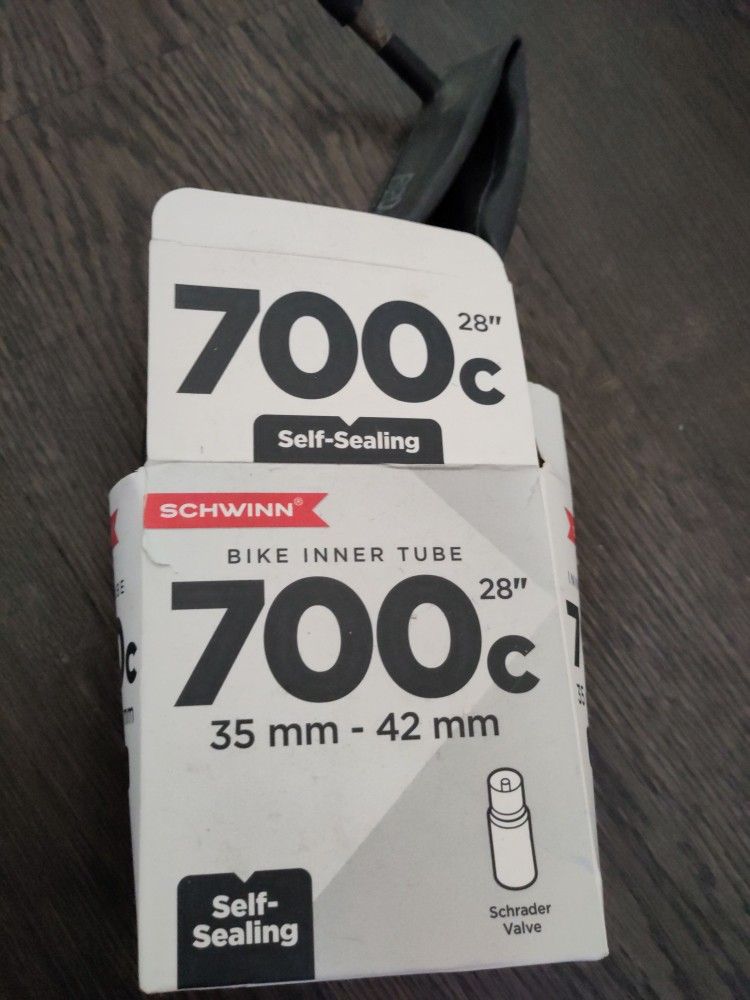 700c 28"
Self-Sealing
SCHWINN®
BIKE INNER TUBE
700c 28"
35 mm - 42 mm
Self-
Sealing
Schrader
Valve